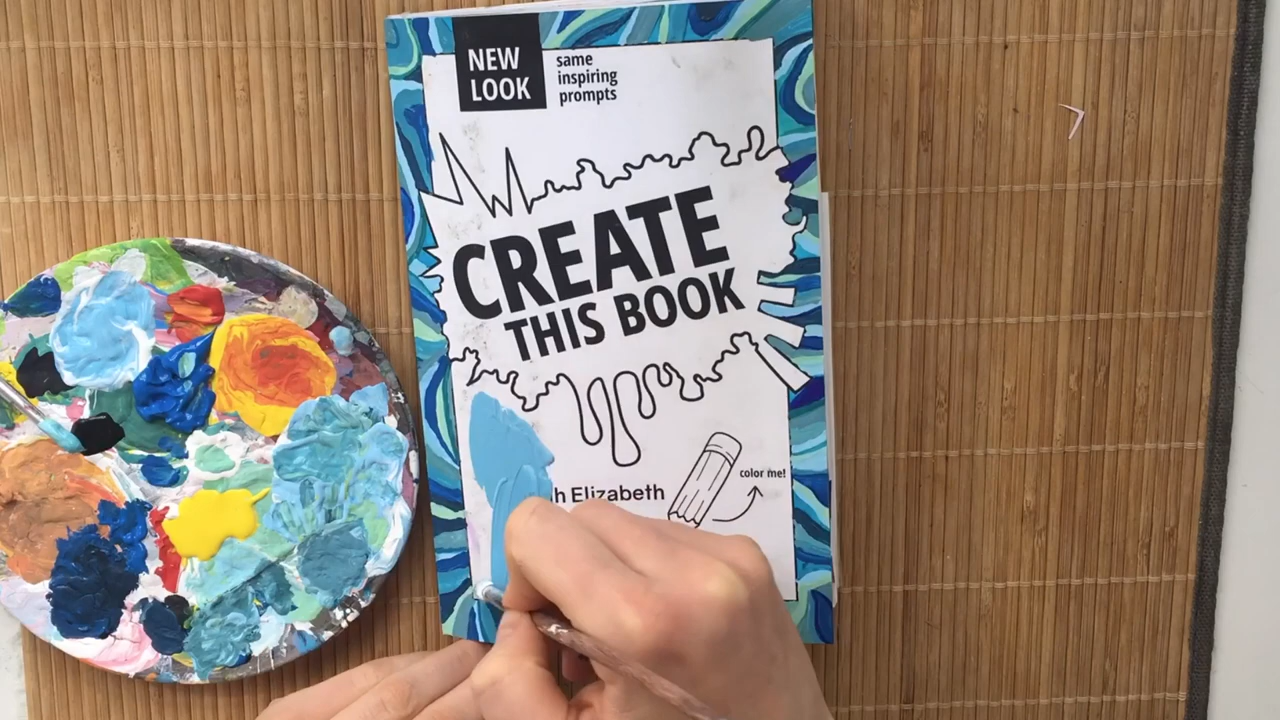 NEW
LOOK
same
inspiring
prompts
CREATE
THIS BOOK
Elizabeth
color me!